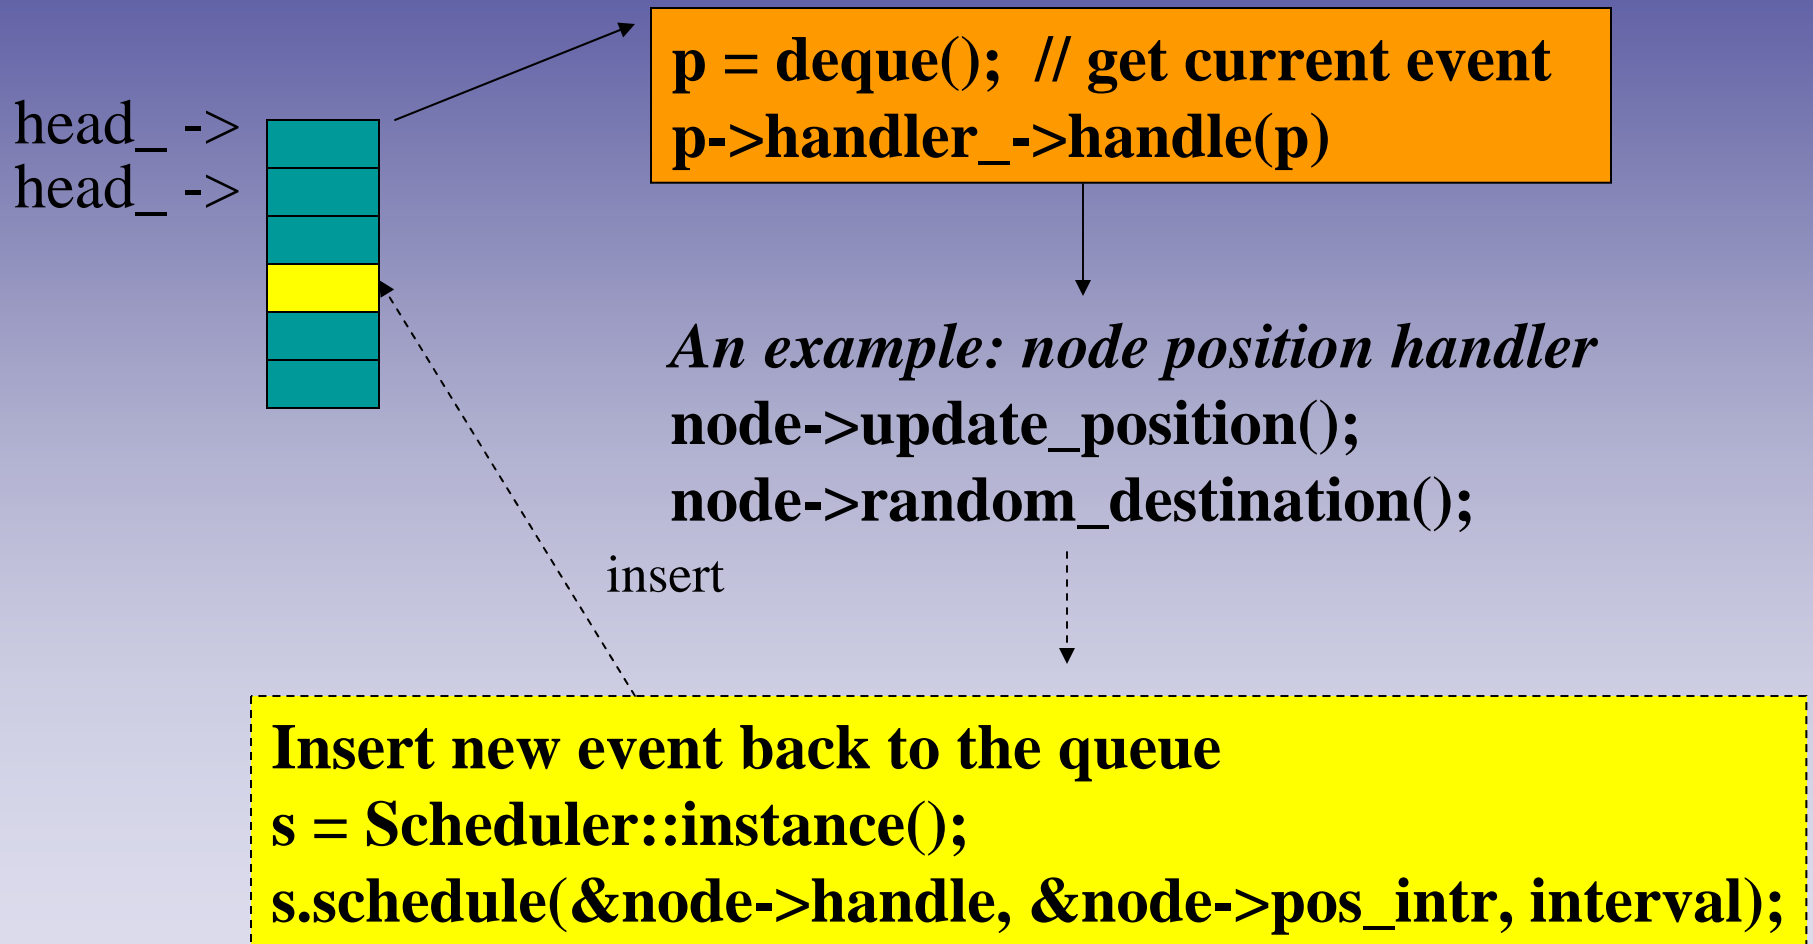 p = deque();  // get current event
p->handler_->handle(p)
head_ ->
head_ ->
An example: node position handler
node->update_position();
node->random_destination();
insert
Insert new event back to the queue
s = Scheduler::instance();
s.schedule(&node->handle, &node->pos_intr, interval);